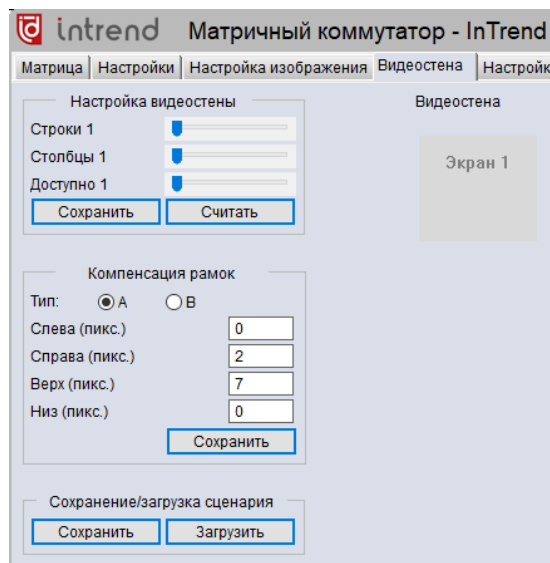 intrend Матричный коммутатор - InTrend
Матрица Настройки Настройка изображения Видеостена Настройк
Настройка видеостены Видеостена
Строки 1
Столбцы 1 Экран 1
Доступно 1
Сохранить Считать
Компенсация рамок
Тип: A B
Слева (пикс.) 0
Справа (пикс.) 2
Верх (пикс.) 7
Низ (пикс.) 0
Сохранить
Сохранение/загрузка сценария
Сохранить Загрузить